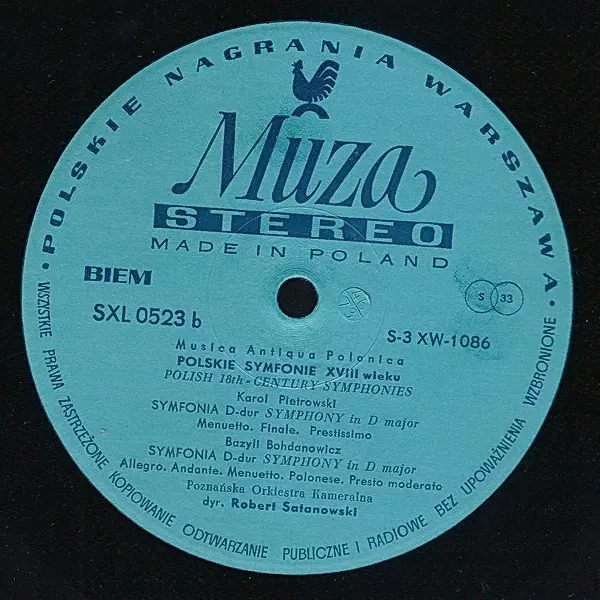 • POLSKIE NAGRANIA WARSZAWA •
Muza
STEREO
MADE IN POLAND
BIEM
S 33
SXL 0523 b
S-3 XW-1086
Musica Antiqua Polonica
POLSKIE SYMFONIE XVIII wieku
POLISH 18th-CENTURY SYMPHONIES
Karol Pietrowski
SYMFONIA D-dur SYMPHONY in D major
Menuetto. Finale. Prestissimo
Bazyli Bohdanowicz
SYMFONIA D-dur SYMPHONY in D major
Allegro. Andante. Menuetto. Polonese. Presto moderato
Poznańska Orkiestra Kameralna
dyr. Robert Satanowski
WSZYSTKIE PRAWA ZASTRZEŻONE KOPIOWANIE ODTWARZANIE PUBLICZNE I RADIOWE BEZ UPOWAŻNIENIA WZBRONIONE